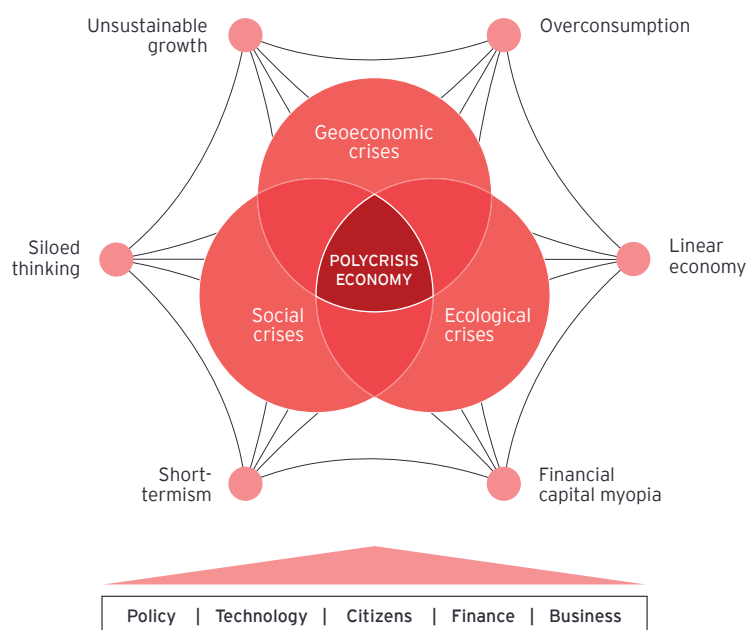 Unsustainable
growth
Overconsumption
Geoeconomic
crises
Siloed
thinking
POLYCRISIS
ECONOMY
Linear
economy
Social
crises
Ecological
crises
Short-
termism
Financial
capital myopia
Policy | Technology | Citizens | Finance | Business